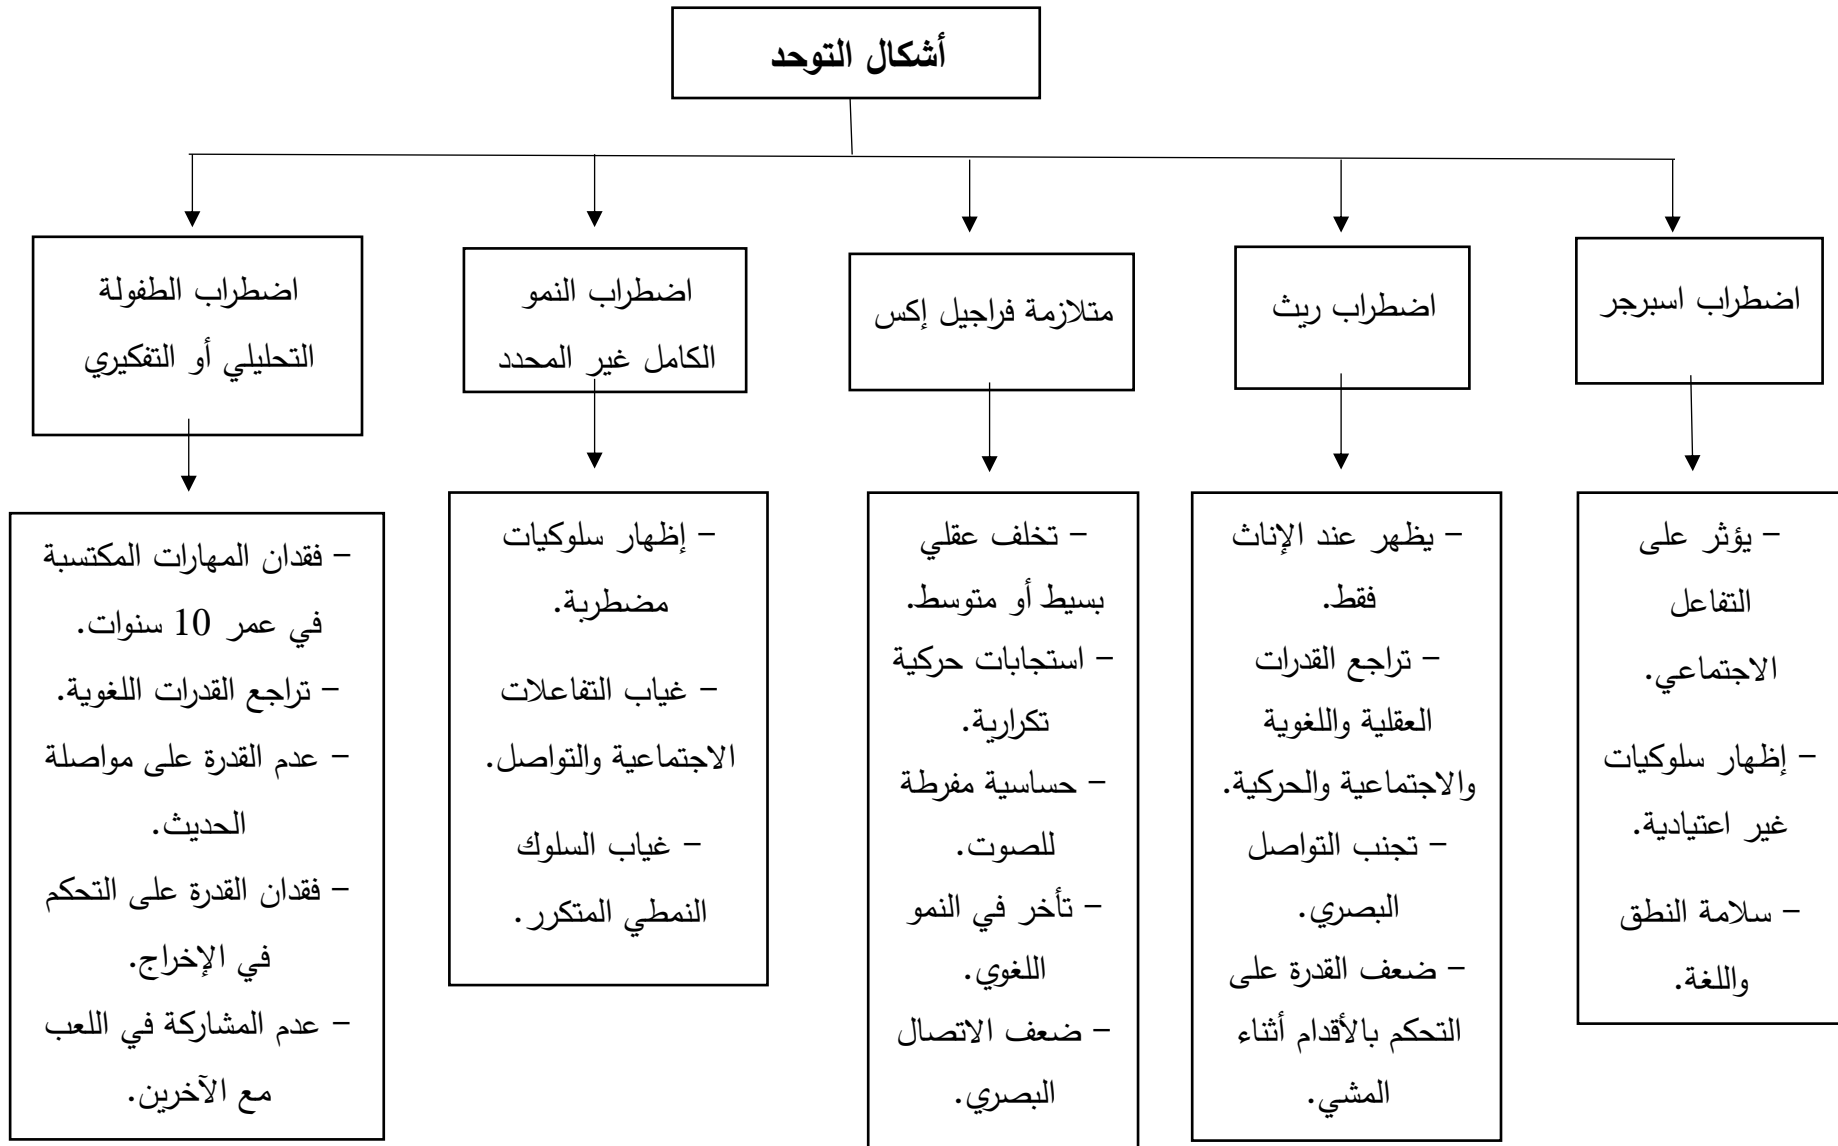 أشكال التوحد
اضطراب اسبرجر
اضطراب ريث
متلازمة فراجيل إكس
اضطراب النمو
الكامل غير المحدد
اضطراب الطفولة
التحليلي أو التفكيري
- يؤثر على
التفاعل
الاجتماعي.
- إظهار سلوكيات
غير اعتيادية.
- سلامة النطق
واللغة.
- يظهر عند الإناث
فقط.
- تراجع القدرات
العقلية واللغوية
والاجتماعية والحركية.
- تجنب التواصل
البصري.
- ضعف القدرة على
التحكم بالأقدام أثناء
المشي.
- تخلف عقلي
بسيط أو متوسط.
- استجابات حركية
تكرارية.
- حساسية مفرطة
للصوت.
- تأخر في النمو
اللغوي.
- ضعف الاتصال
البصري.
- إظهار سلوكيات
مضطربة.
- غياب التفاعلات
الاجتماعية والتواصل.
- غياب السلوك
النمطي المتكرر.
- فقدان المهارات المكتسبة
في عمر 10 سنوات.
- تراجع القدرات اللغوية.
- عدم القدرة على مواصلة
الحديث.
- فقدان القدرة على التحكم
في الإخراج.
- عدم المشاركة في اللعب
مع الآخرين.